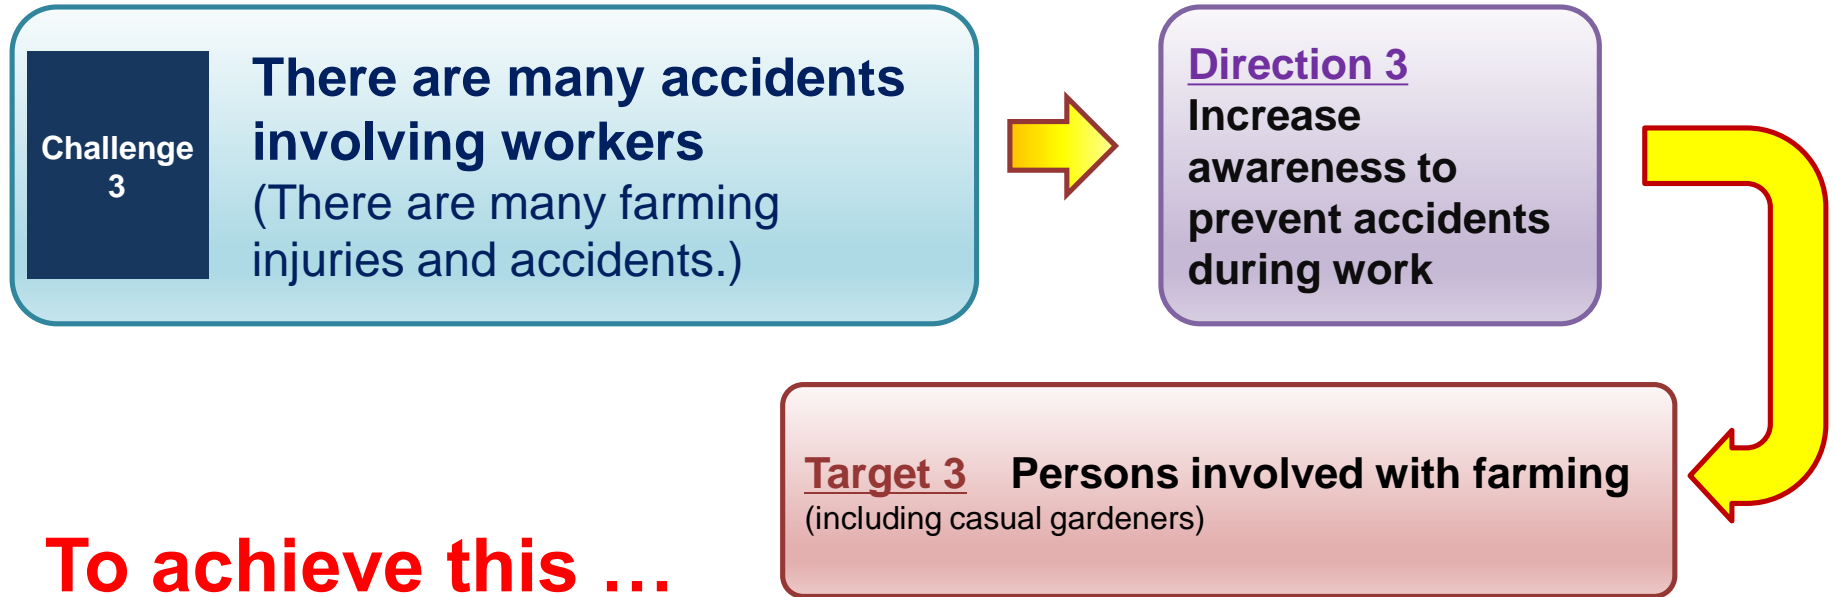 Challenge
3
There are many accidents
involving workers
(There are many farming
injuries and accidents.)
Direction 3
Increase
awareness to
prevent accidents
during work
Target 3 Persons involved with farming
(including casual gardeners)
To achieve this …